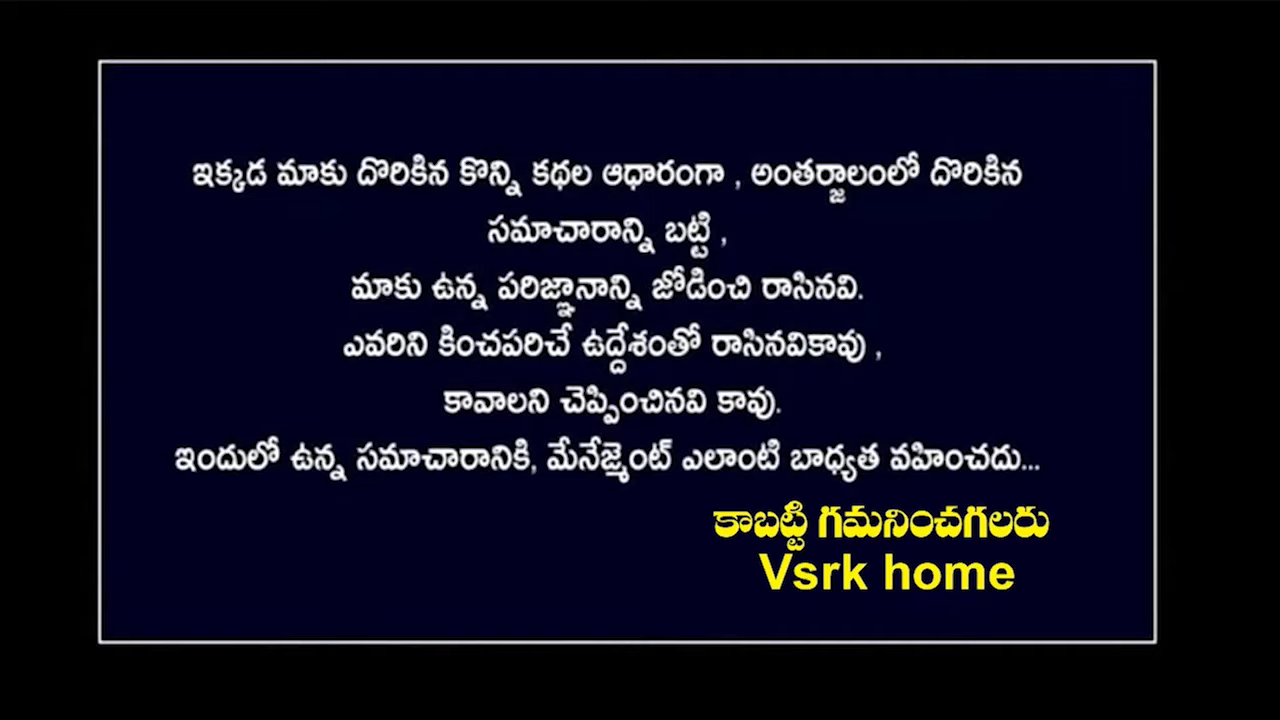 ఇక్కడ మాకు దొరికిన కొన్ని కథల ఆధారంగా , అంతర్జాలంలో దొరికిన
సమాచారాన్ని బట్టి ,
మాకు ఉన్న పరిజ్ఞానాన్ని జోడించి రాసినవి.
ఎవరిని కించపరిచే ఉద్దేశంతో రాసినవికావు ,
కావాలని చెప్పించినవి కావు.
ఇందులో ఉన్న సమాచారానికి, మేనేజ్మెంట్ ఎలాంటి బాధ్యత వహించదు...
కాబట్టి గమనించగలరు
Vsrk home